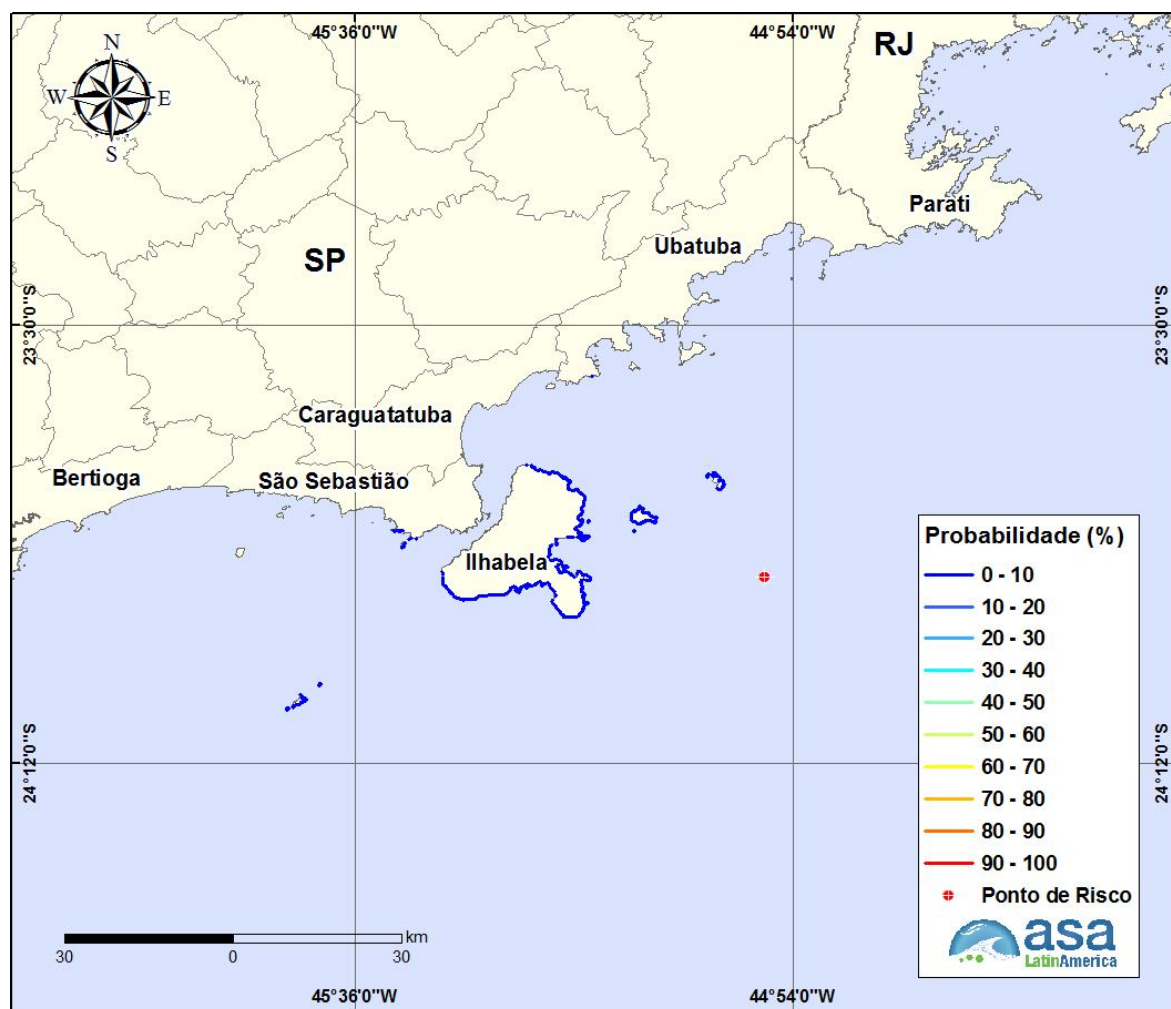 45°36'0"W
44°54'0"W
RJ
N
W
E
S
Parati
Ubatuba
SP
23°30'0"S
23°30'0"S
Caraguatatuba
Bertioga
São Sebastião
Ilhabela
Probabilidade (%)
0 - 10
10 - 20
20 - 30
30 - 40
40 - 50
50 - 60
60 - 70
70 - 80
80 - 90
90 - 100
Ponto de Risco
24°12'0"S
24°12'0"S
km
30
0
30
asa
LatinAmerica
45°36'0"W
44°54'0"W